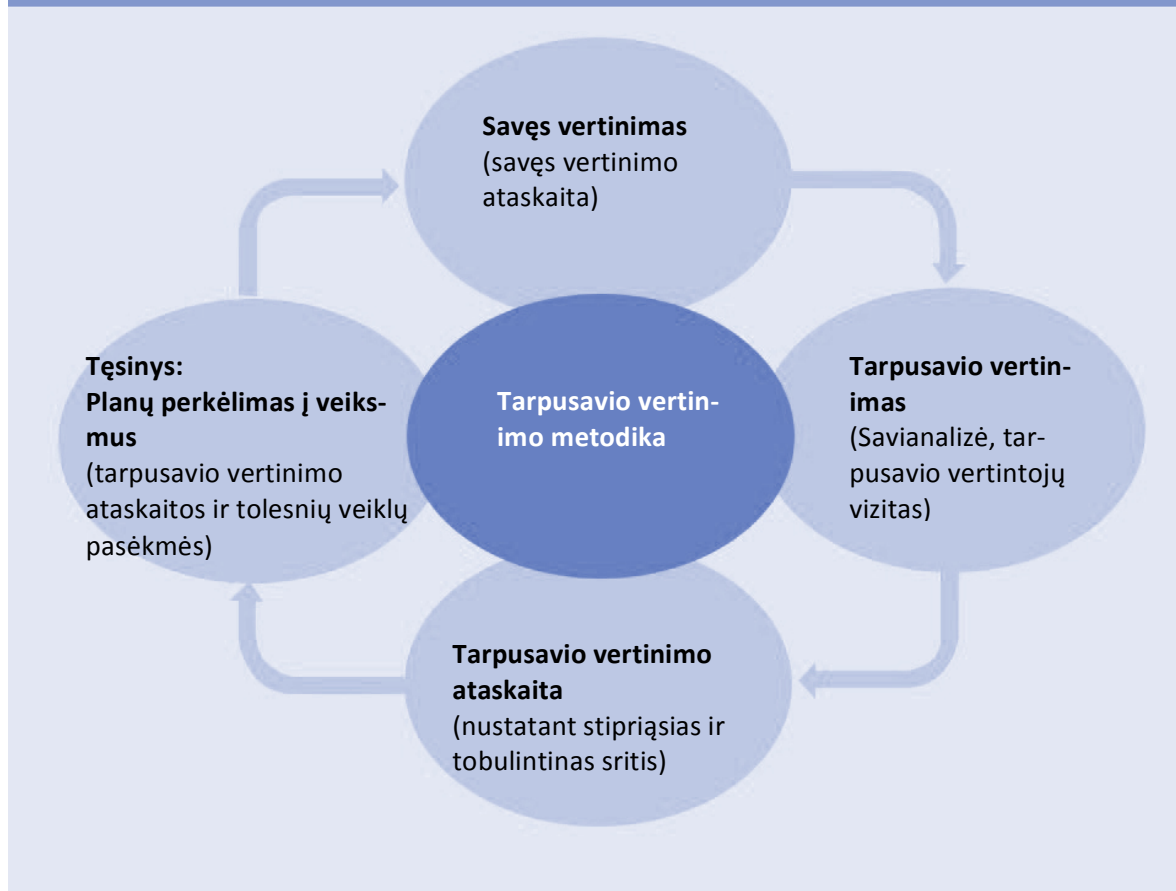 Savęs vertinimas
(savęs vertinimo
ataskaita)
Tęsinys:
Planų perkėlimas į veiks-
mus
(tarpusavio vertinimo
ataskaitos ir tolesnių veiklų
pasėkmės)
Tarpusavio vertin-
imo metodika
Tarpusavio vertin-
imas
(Savianalizė, tar-
pusavio vertintojų
vizitas)
Tarpusavio vertinimo
ataskaita
(nustatant stipriąsias ir
tobulintinas sritis)